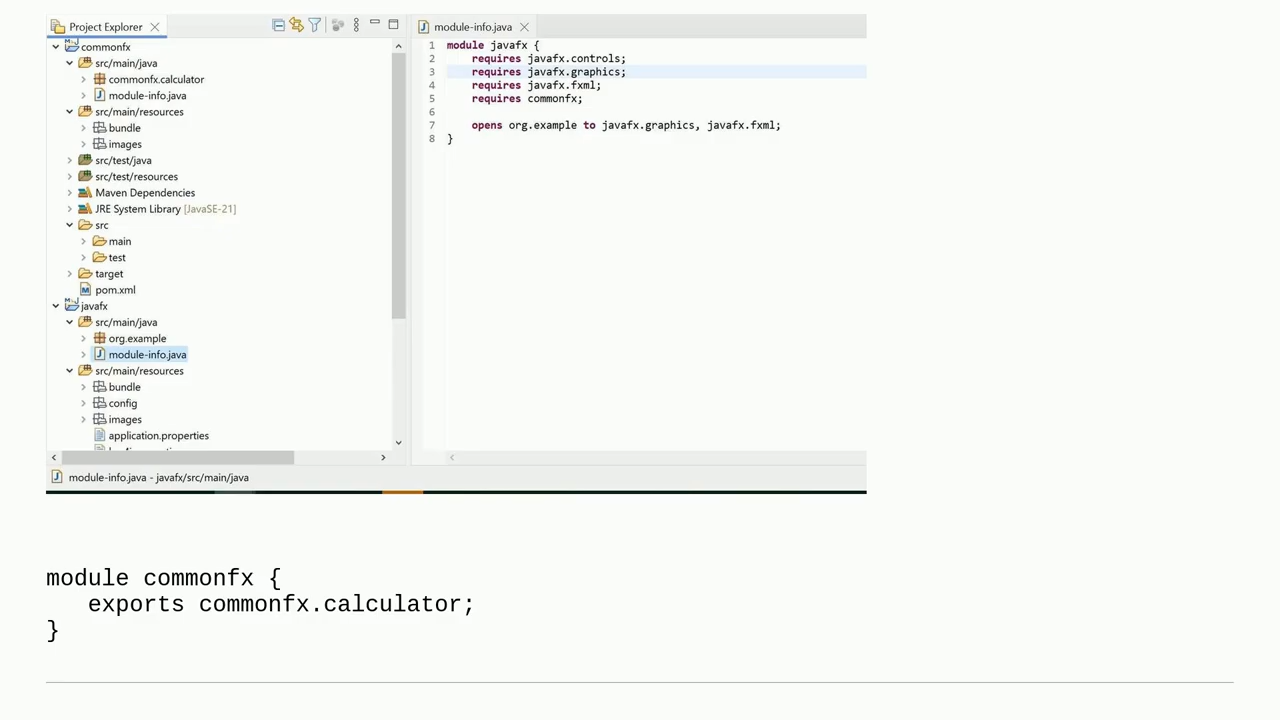 Project Explorer
commonfx
src/main/java
commonfx.calculator
module-info.java
src/main/resources
bundle
images
src/test/java
src/test/resources
Maven Dependencies
JRE System Library [JavaSE-21]
src
main
test
target
pom.xml
javafx
src/main/java
org.example
module-info.java
src/main/resources
bundle
config
images
application.properties
module-info.java
1 module javafx {
2 requires javafx.controls;
3 requires javafx.graphics;
4 requires javafx.fxml;
5 requires commonfx;
6
7 opens org.example to javafx.graphics, javafx.fxml;
8 }
module-info.java - javafx/src/main/java
module commonfx {
exports commonfx.calculator;
}